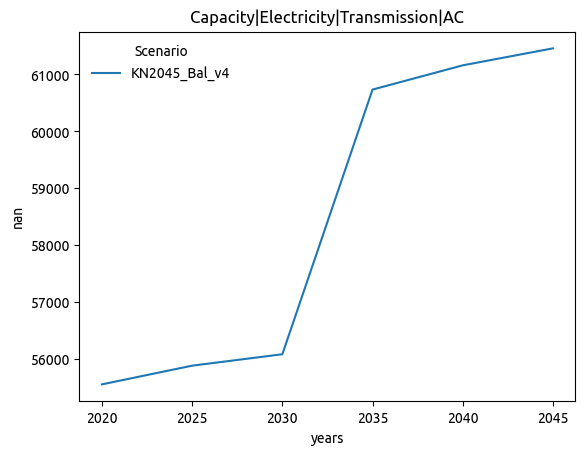 Capacity|Electricity|Transmission|AC
Scenario
KN2045_Bal_v4
61000
60000
59000
58000
57000
56000
nan
2020 2025 2030 2035 2040 2045
years